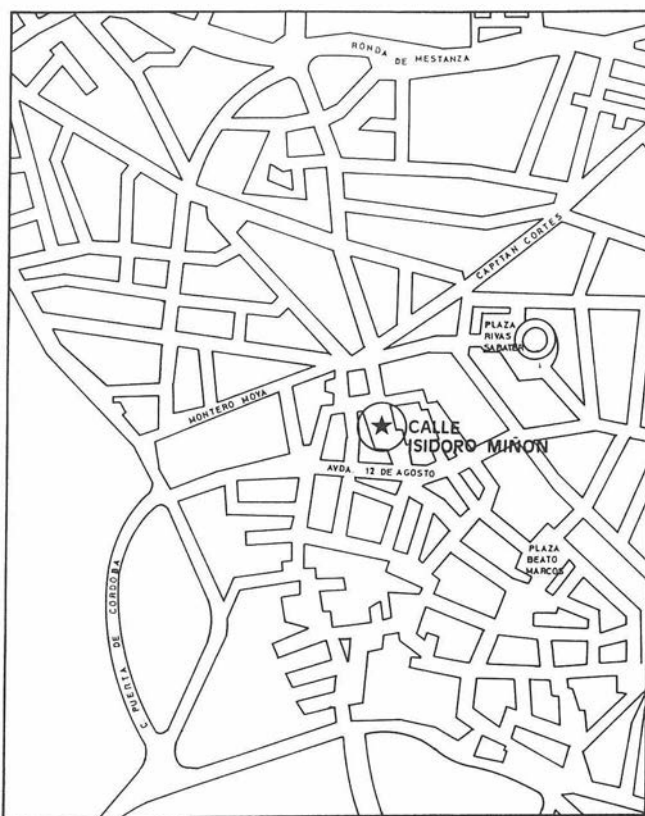 RONDA DE MESTANZA
CAPITAN CORTES
PLAZA
RIVAS
SABATER
MONTERO MOYA
CALLE
ISIDORO MIÑON
AVDA. 12 DE AGOSTO
PLAZA
BEATO
MARCOS
C PUERTA DE CORDOBA